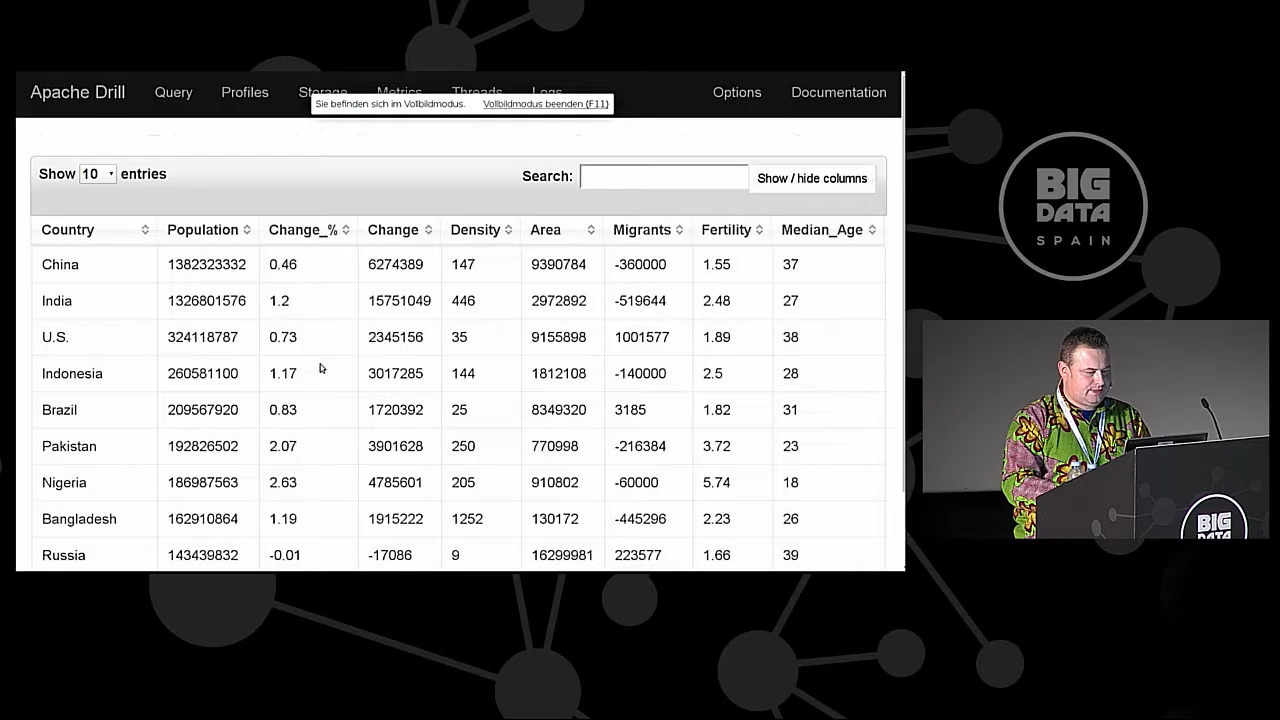 Apache Drill Query Profiles Storage Metrics Threads Logs Options Documentation
Sie befinden sich im Vollbildmodus. Vollbildmodus beenden (F11)
Show 10 entries Search: Show / hide columns
Country Population Change_% Change Density Area Migrants Fertility Median_Age
China 1382323332 0.46 6274389 147 9390784 -360000 1.55 37
India 1326801576 1.2 15751049 446 2972892 -519644 2.48 27
U.S. 324118787 0.73 2345156 35 9155898 1001577 1.89 38
Indonesia 260581100 1.17 3017285 144 1812108 -140000 2.5 28
Brazil 209567920 0.83 1720392 25 8349320 3185 1.82 31
Pakistan 192826502 2.07 3901628 250 770998 -216384 3.72 23
Nigeria 186987563 2.63 4785601 205 910802 -60000 5.74 18
Bangladesh 162910864 1.19 1915222 1252 130172 -445296 2.23 26
Russia 143439832 -0.01 -17086 9 16299981 223577 1.66 39
BIG
DATA
SPAIN
BIG
DATA